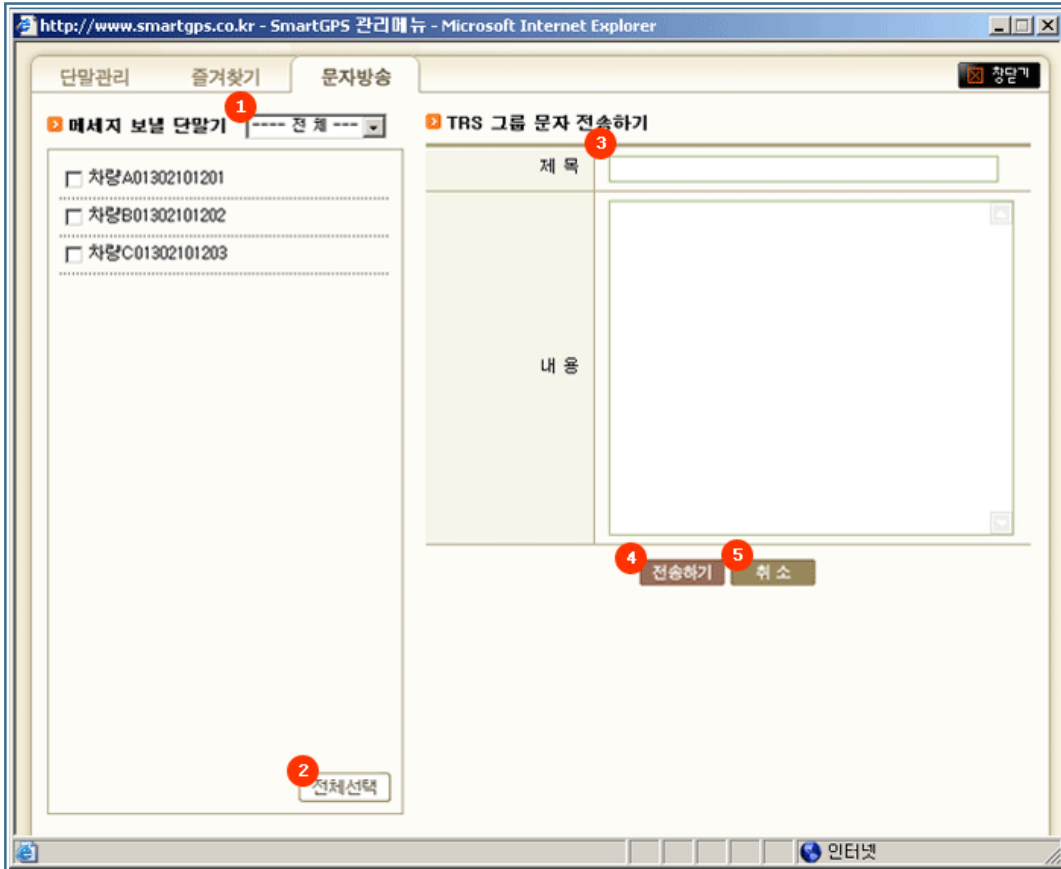 http://www.smartgps.co.kr - SmartGPS 관리메뉴 - Microsoft Internet Explorer
단말관리 즐겨찾기 문자방송 창닫기
1
메세지 보낼 단말기 ---- 전 체 ---
TRS 그룹 문자 전송하기
3
제 목
차량A01302101201
차량B01302101202
차량C01302101203
내 용
4 전송하기 5 취 소
2
전체선택
인터넷